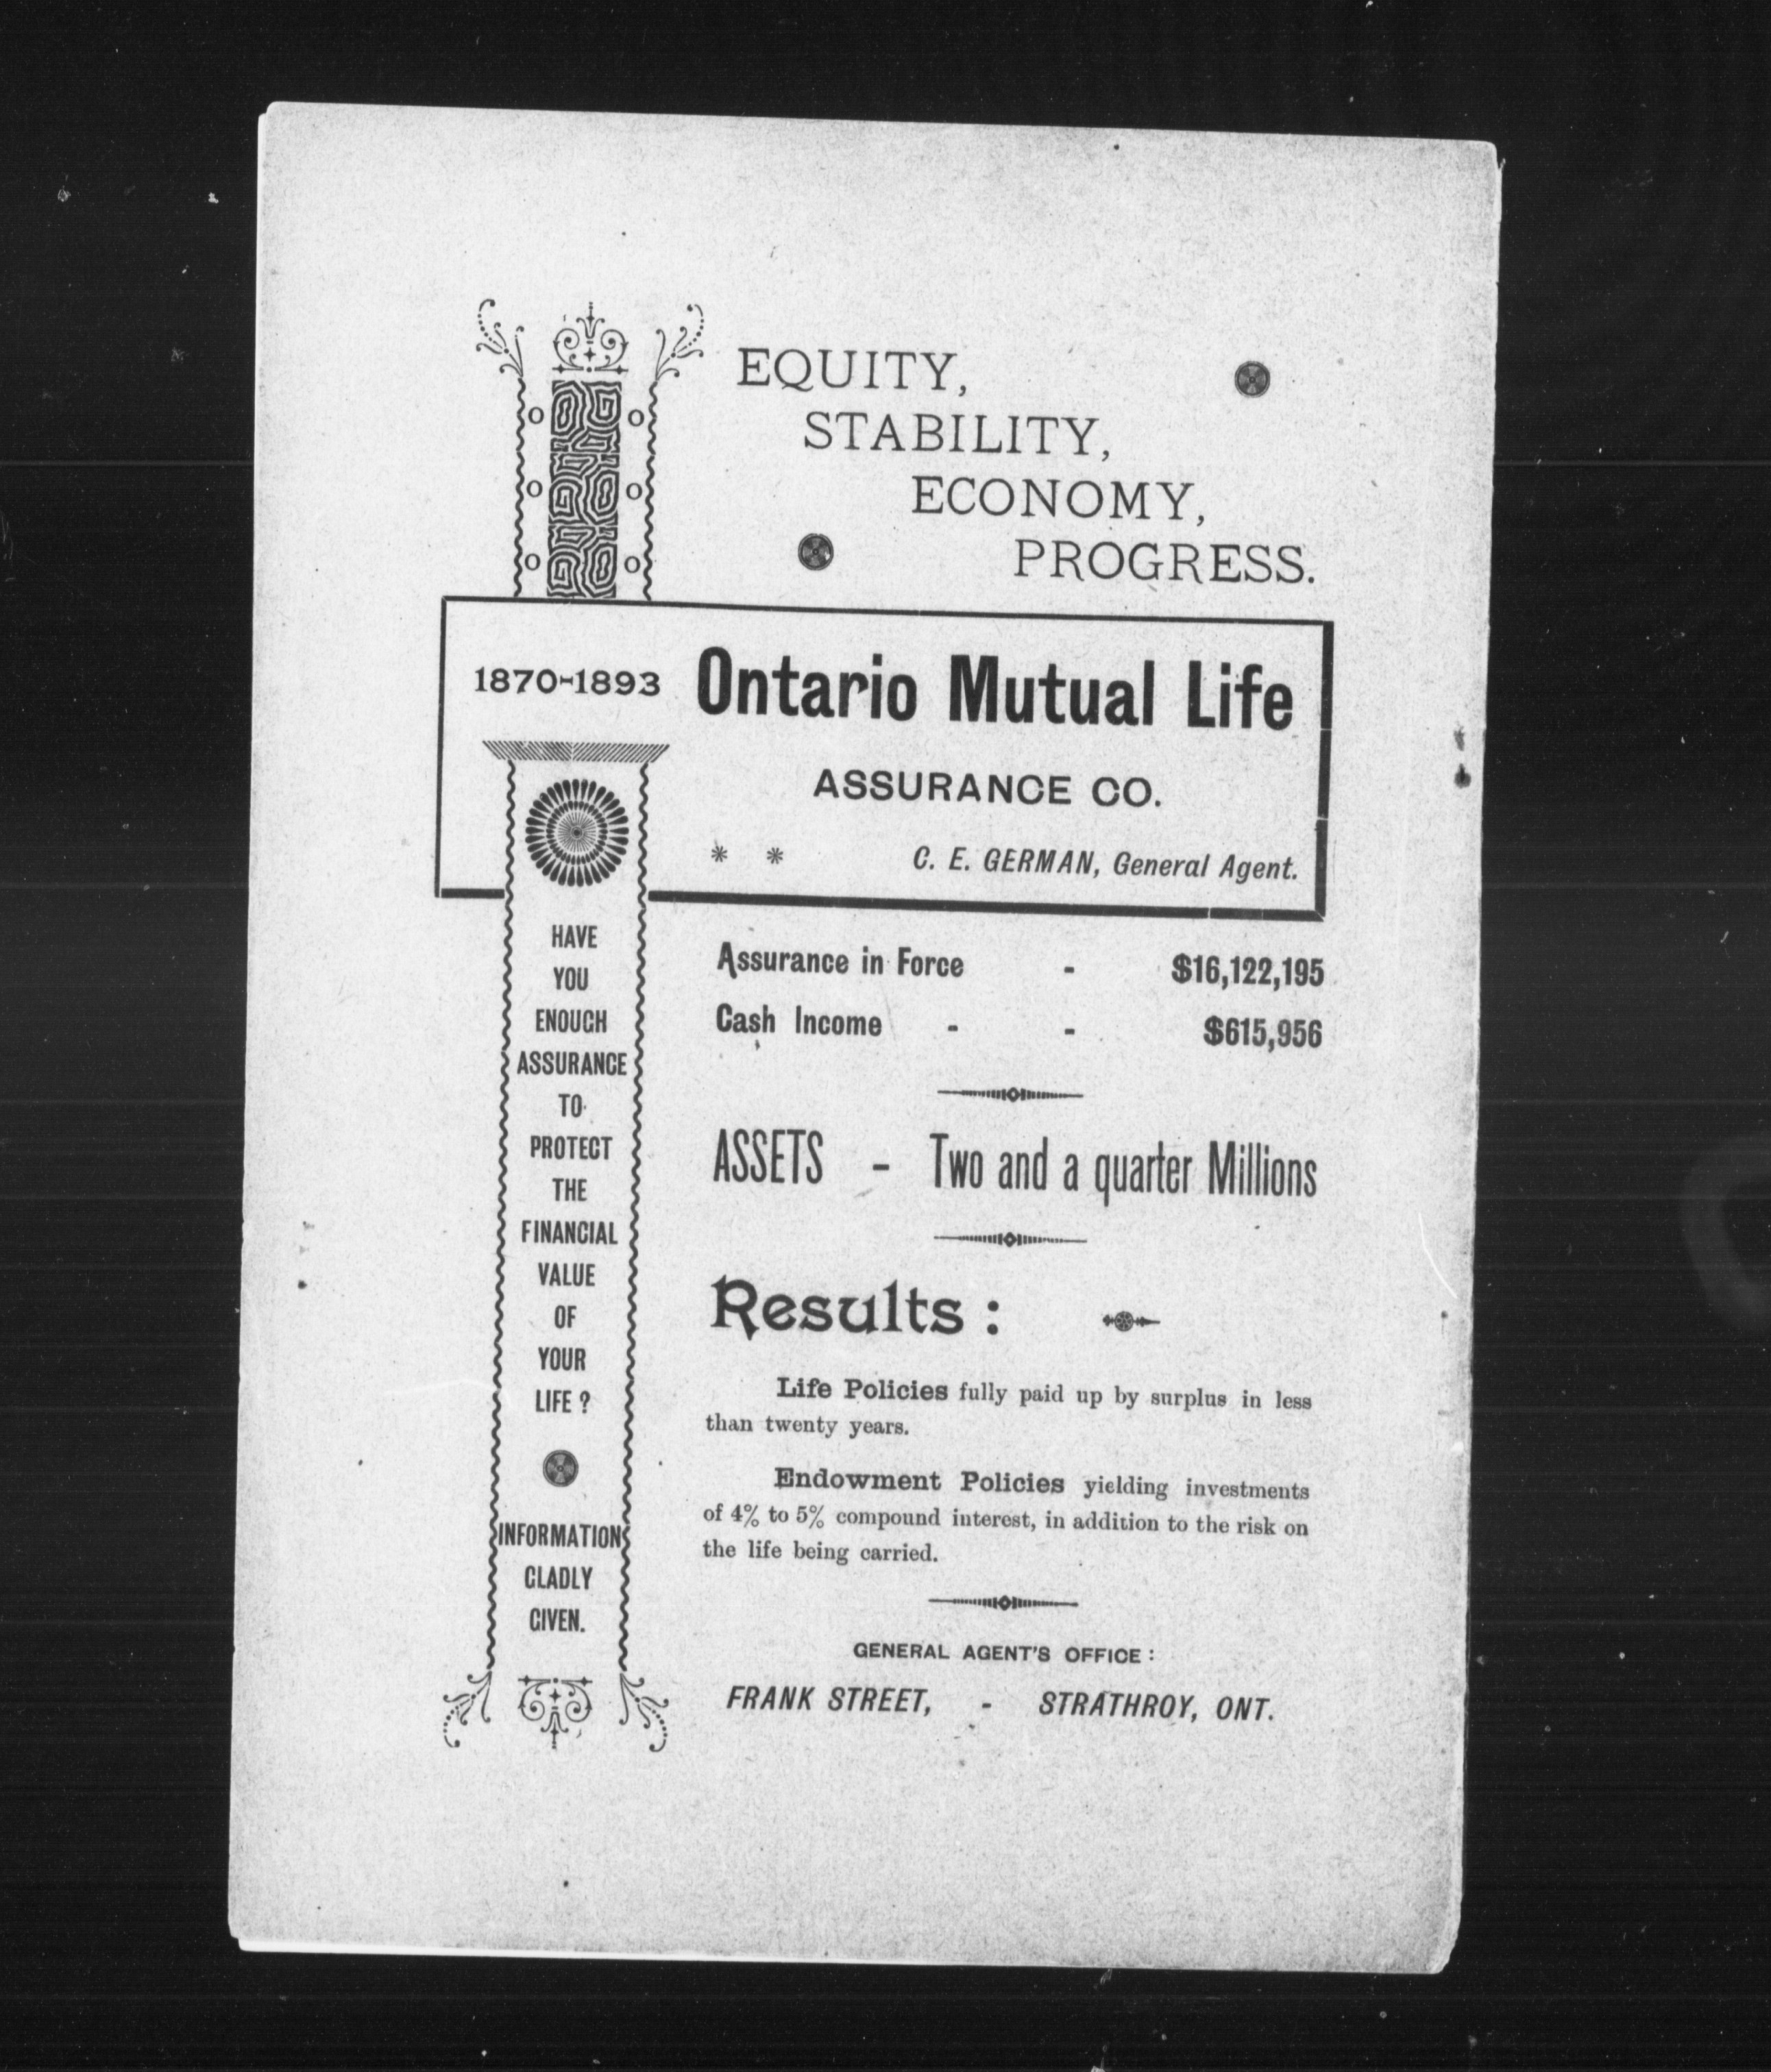 EQUITY,
STABILITY,
ECONOMY,
PROGRESS.
1870-1893
Ontario Mutual Life
ASSURANCE CO.
* *
C. E. GERMAN, General Agent.
HAVE
YOU
ENOUGH
ASSURANCE
TO
PROTECT
THE
FINANCIAL
VALUE
OF
YOUR
LIFE ?
INFORMATION
GLADLY
GIVEN.
Assurance in Force - $16,122,195
Cash Income - - $615,956
ASSETS - Two and a quarter Millions
Results :
Life Policies fully paid up by surplus in less
than twenty years.
Endowment Policies yielding investments
of 4% to 5% compound interest, in addition to the risk on
the life being carried.
GENERAL AGENT'S OFFICE :
FRANK STREET, - STRATHROY, ONT.